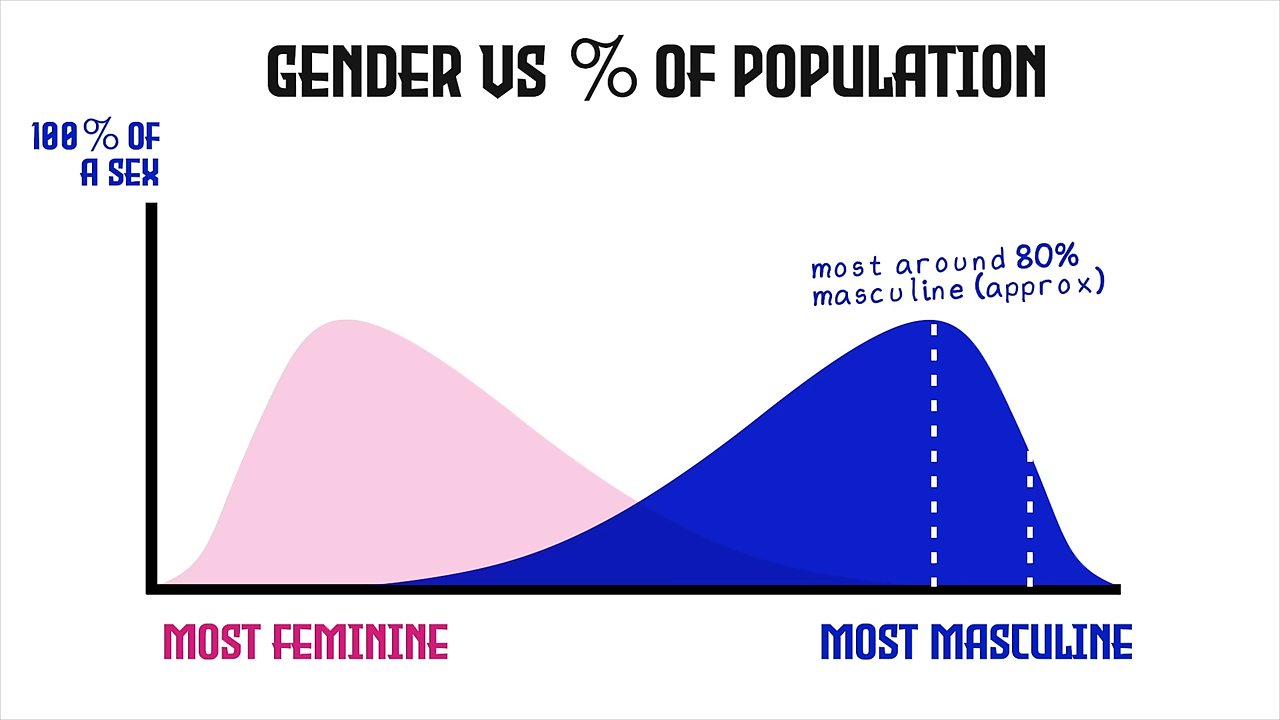 GENDER VS % OF POPULATION
100% OF
A SEX
most around 80%
masculine (approx)
MOST FEMININE
MOST MASCULINE